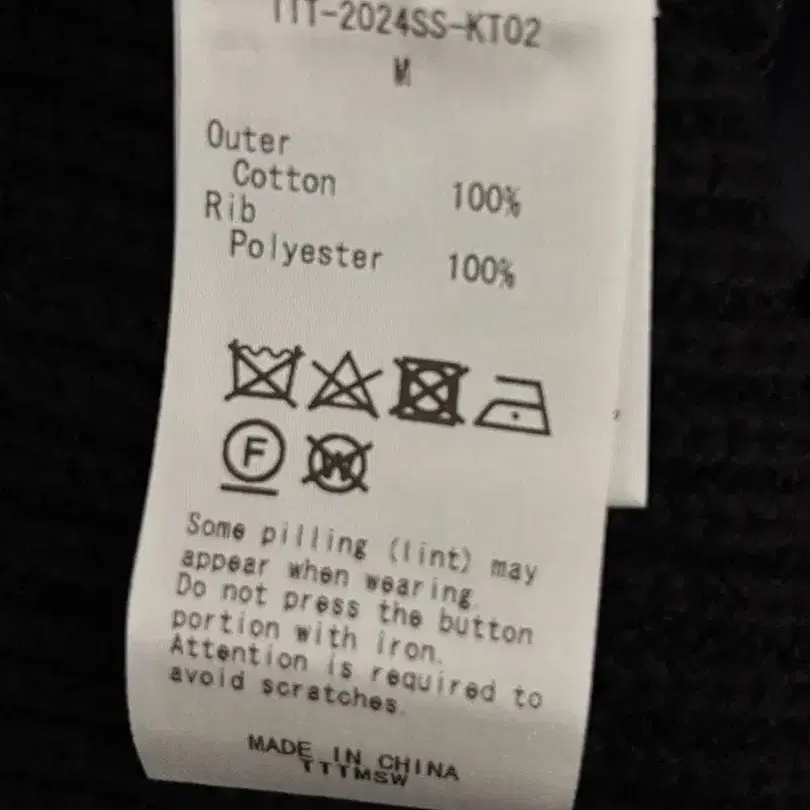 TTT-2024SS-KT02
M
Outer
Cotton 100%
Rib
Polyester 100%
F
W
Some pilling (lint) may
appear when wearing.
Do not press the button
portion with iron.
Attention is required to
avoid scratches.
MADE IN CHINA
TTTMSW